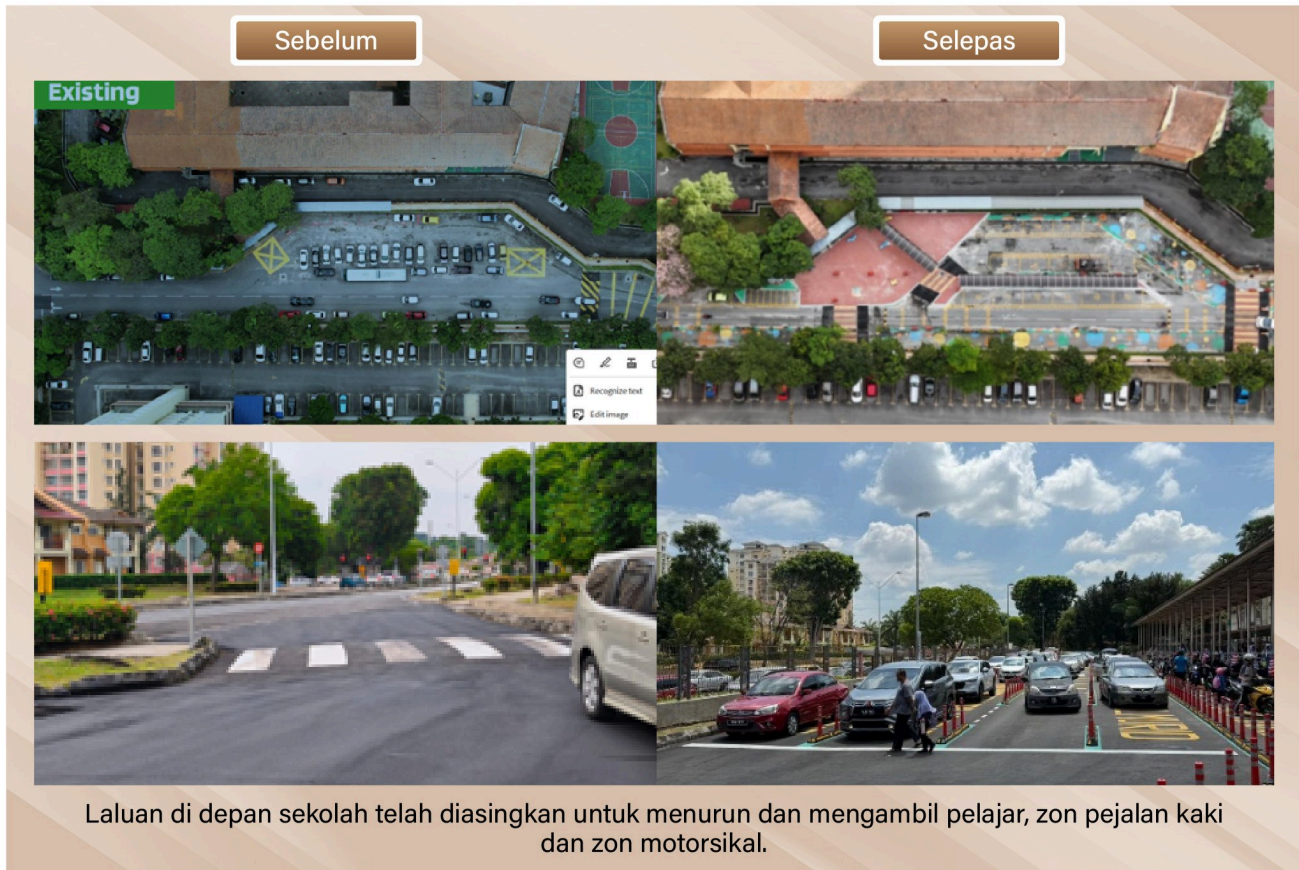 Sebelum
Selepas
Existing
Recognize text
Edit image
Laluan di depan sekolah telah diasingkan untuk menurun dan mengambil pelajar, zon pejalan kaki
dan zon motorsikal.